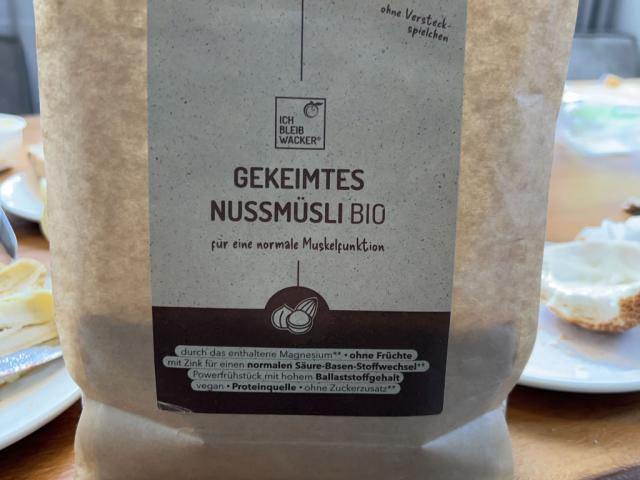 ohne Versteck-
spielchen
ICH
BLEIB
WACKER®
GEKEIMTES
NUSSMÜSLI BIO
für eine normale Muskelfunktion
durch das enthaltene Magnesium** • ohne Früchte
mit Zink für einen normalen Säure-Basen-Stoffwechsel**
Powerfrühstück mit hohem Ballaststoffgehalt
vegan • Proteinquelle • ohne Zuckerzusatz**